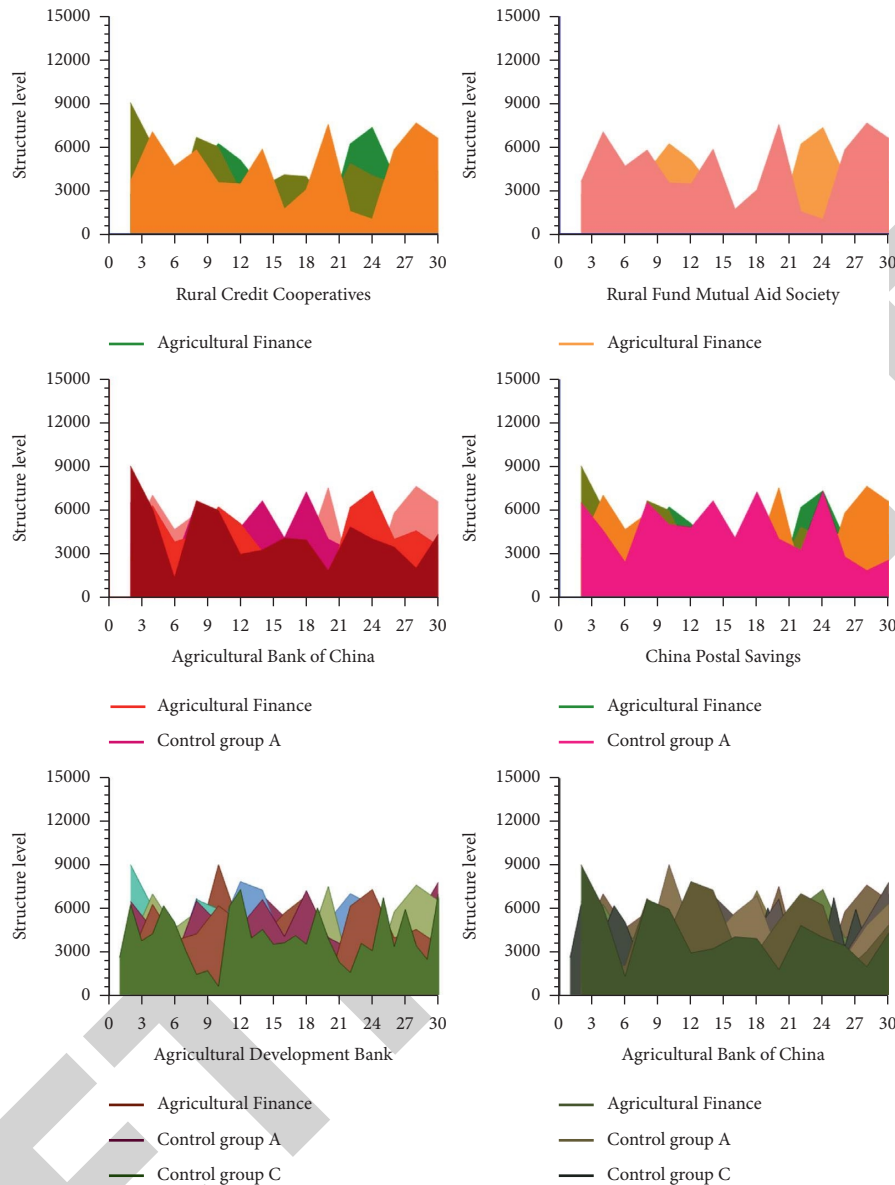 15000
12000
9000
6000
3000
0
Structure level
0 3 6 9 12 15 18 21 24 27 30
Rural Credit Cooperatives
Agricultural Finance
15000
12000
9000
6000
3000
0
Structure level
0 3 6 9 12 15 18 21 24 27 30
Rural Fund Mutual Aid Society
Agricultural Finance
15000
12000
9000
6000
3000
0
Structure level
0 3 6 9 12 15 18 21 24 27 30
Agricultural Bank of China
Agricultural Finance
Control group A
15000
12000
9000
6000
3000
0
Structure level
0 3 6 9 12 15 18 21 24 27 30
China Postal Savings
Agricultural Finance
Control group A
15000
12000
9000
6000
3000
0
Structure level
0 3 6 9 12 15 18 21 24 27 30
Agricultural Development Bank
Agricultural Finance
Control group A
Control group C
15000
12000
9000
6000
3000
0
Structure level
0 3 6 9 12 15 18 21 24 27 30
Agricultural Bank of China
Agricultural Finance
Control group A
Control group C